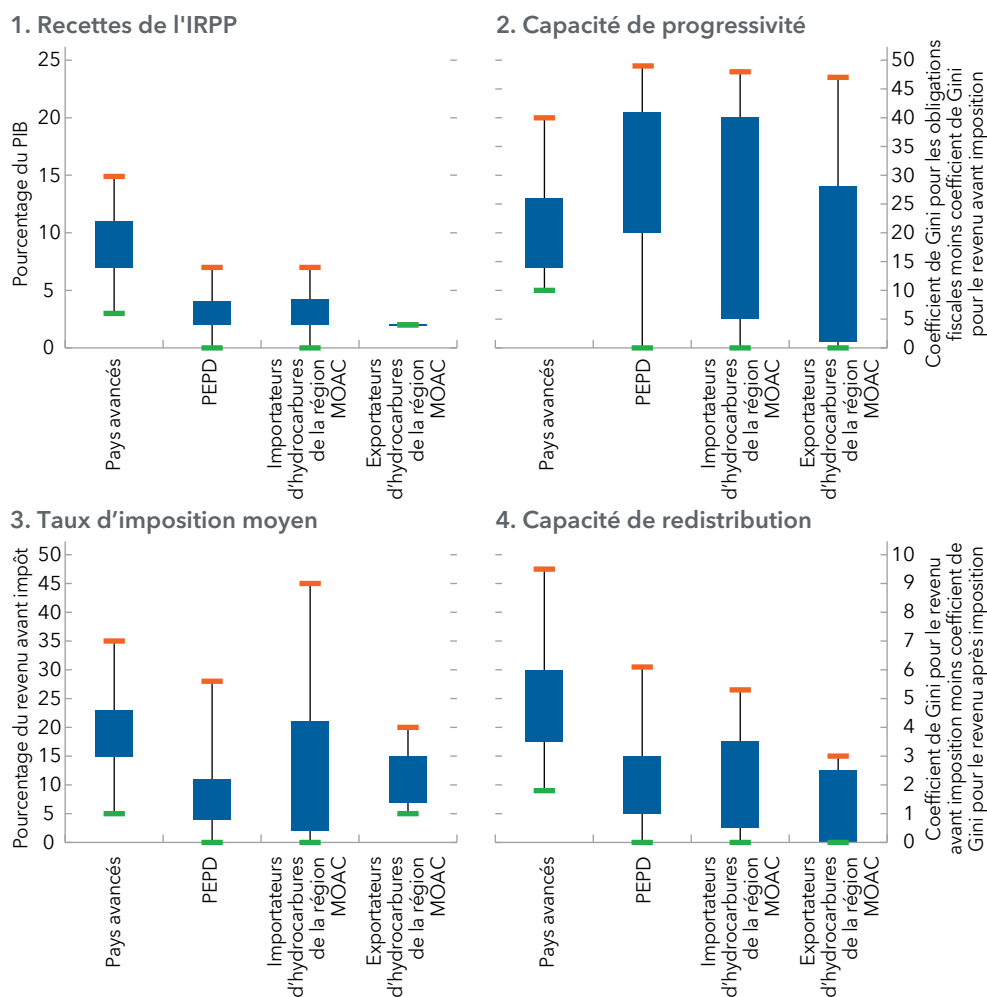 1. Recettes de l'IRPP
Pourcentage du PIB
25
20
15
10
5
0
Pays avancés
PEPD
Importateurs
d'hydrocarbures
de la région
MOAC
Exportateurs
d'hydrocarbures
de la région
MOAC
2. Capacité de progressivité
50
45
40
35
30
25
20
15
10
5
0
Coefficient de Gini pour les obligations
fiscales moins coefficient de Gini
pour le revenu avant imposition
Pays avancés
PEPD
Importateurs
d'hydrocarbures
de la région
MOAC
Exportateurs
d'hydrocarbures
de la région
MOAC
3. Taux d’imposition moyen
Pourcentage du revenu avant impôt
50
45
40
35
30
25
20
15
10
5
0
Pays avancés
PEPD
Importateurs
d'hydrocarbures
de la région
MOAC
Exportateurs
d'hydrocarbures
de la région
MOAC
4. Capacité de redistribution
10
9
8
7
6
5
4
3
2
1
0
Coefficient de Gini pour le revenu
avant imposition moins coefficient de
Gini pour le revenu après imposition
Pays avancés
PEPD
Importateurs
d'hydrocarbures
de la région
MOAC
Exportateurs
d'hydrocarbures
de la région
MOAC